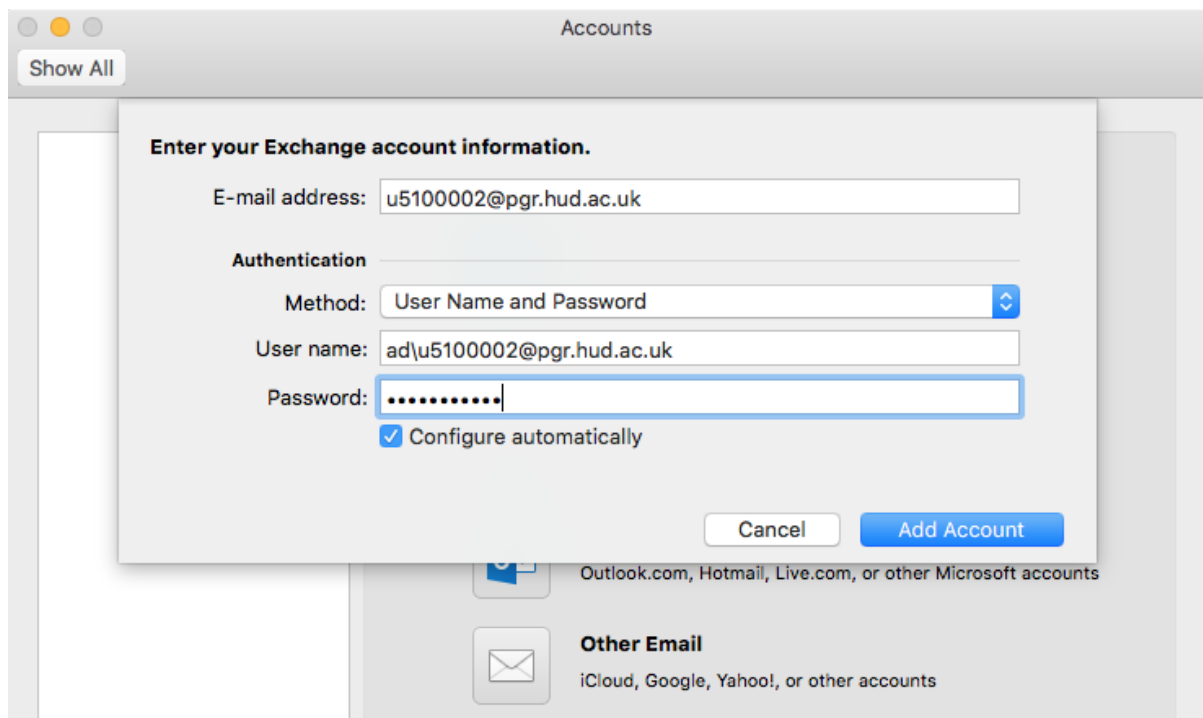 Accounts
Show All
Enter your Exchange account information.
E-mail address: u5100002@pgr.hud.ac.uk
Authentication
Method: User Name and Password
User name: ad\u5100002@pgr.hud.ac.uk
Password: •••••••••••
Configure automatically
Cancel Add Account
Outlook.com, Hotmail, Live.com, or other Microsoft accounts
Other Email
iCloud, Google, Yahoo!, or other accounts